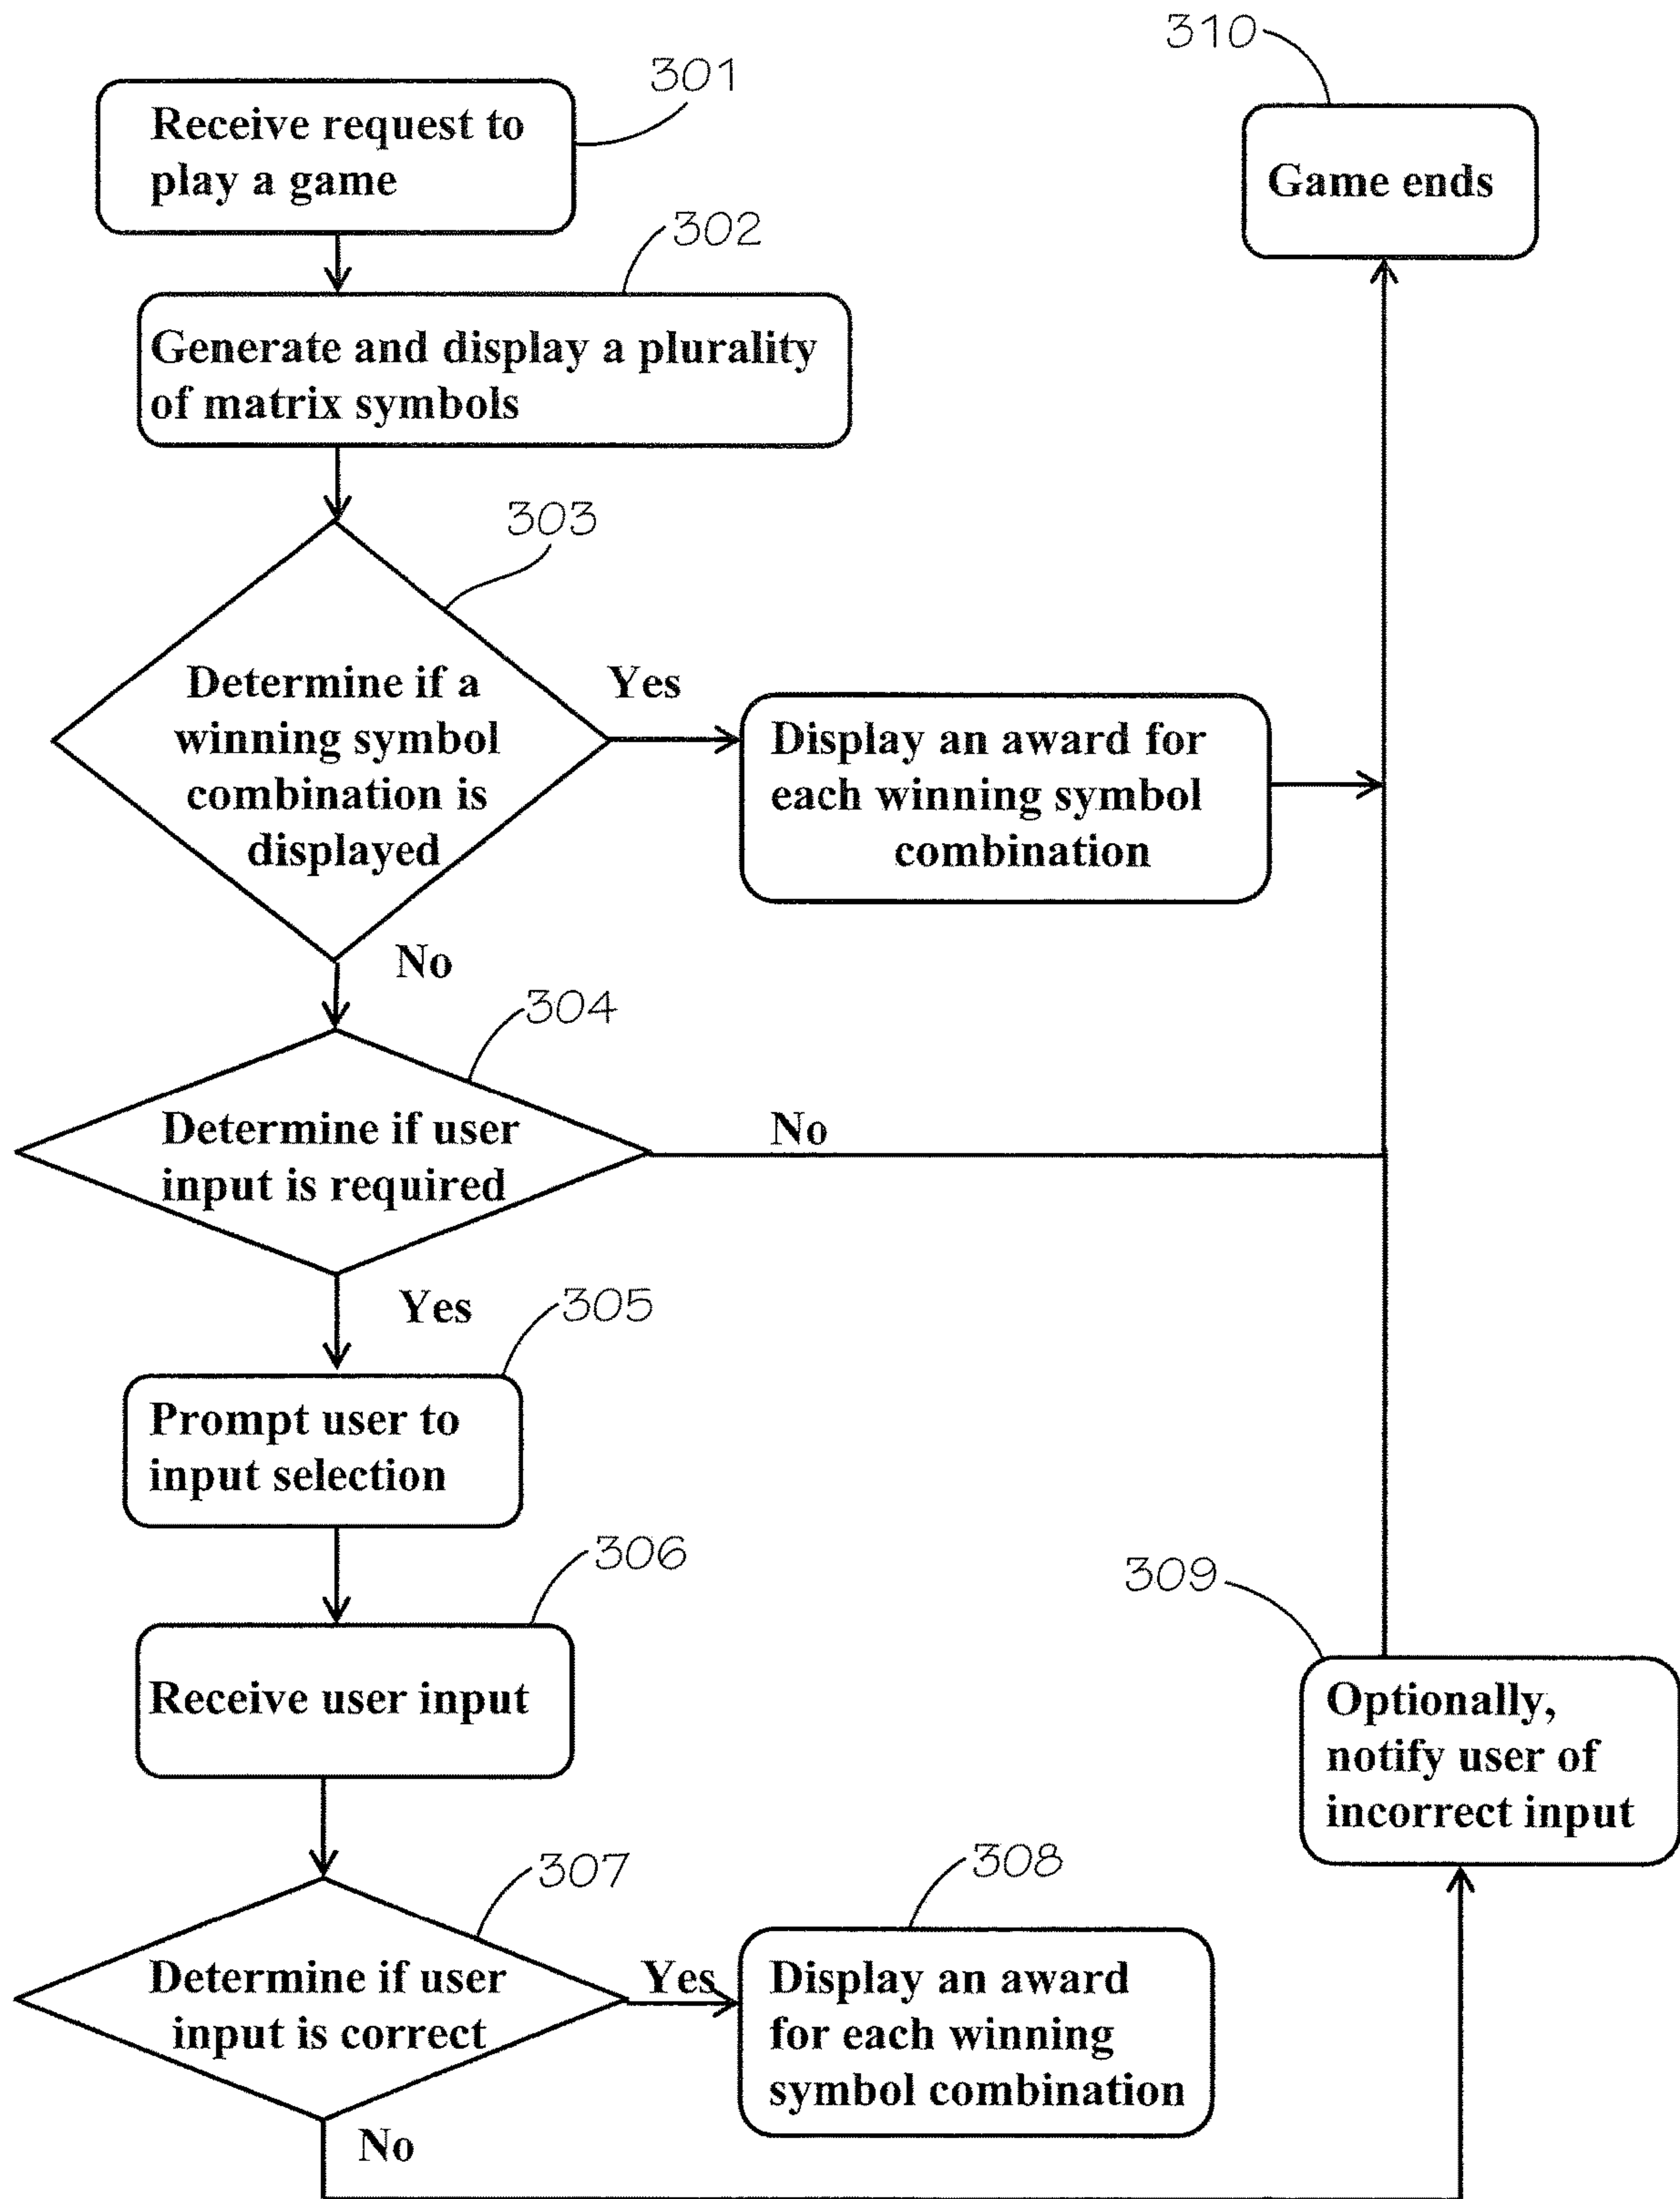 310
301
Receive request to
play a game
Game ends
302
Generate and display a plurality
of matrix symbols
303
Determine if a
winning symbol
combination is
displayed
Yes
Display an award for
each winning symbol
combination
No
304
Determine if user
input is required
No
Yes
305
Prompt user to
input selection
306
Receive user input
309
Optionally,
notify user of
incorrect input
307
Determine if user
input is correct
Yes
308
Display an award
for each winning
symbol combination
No